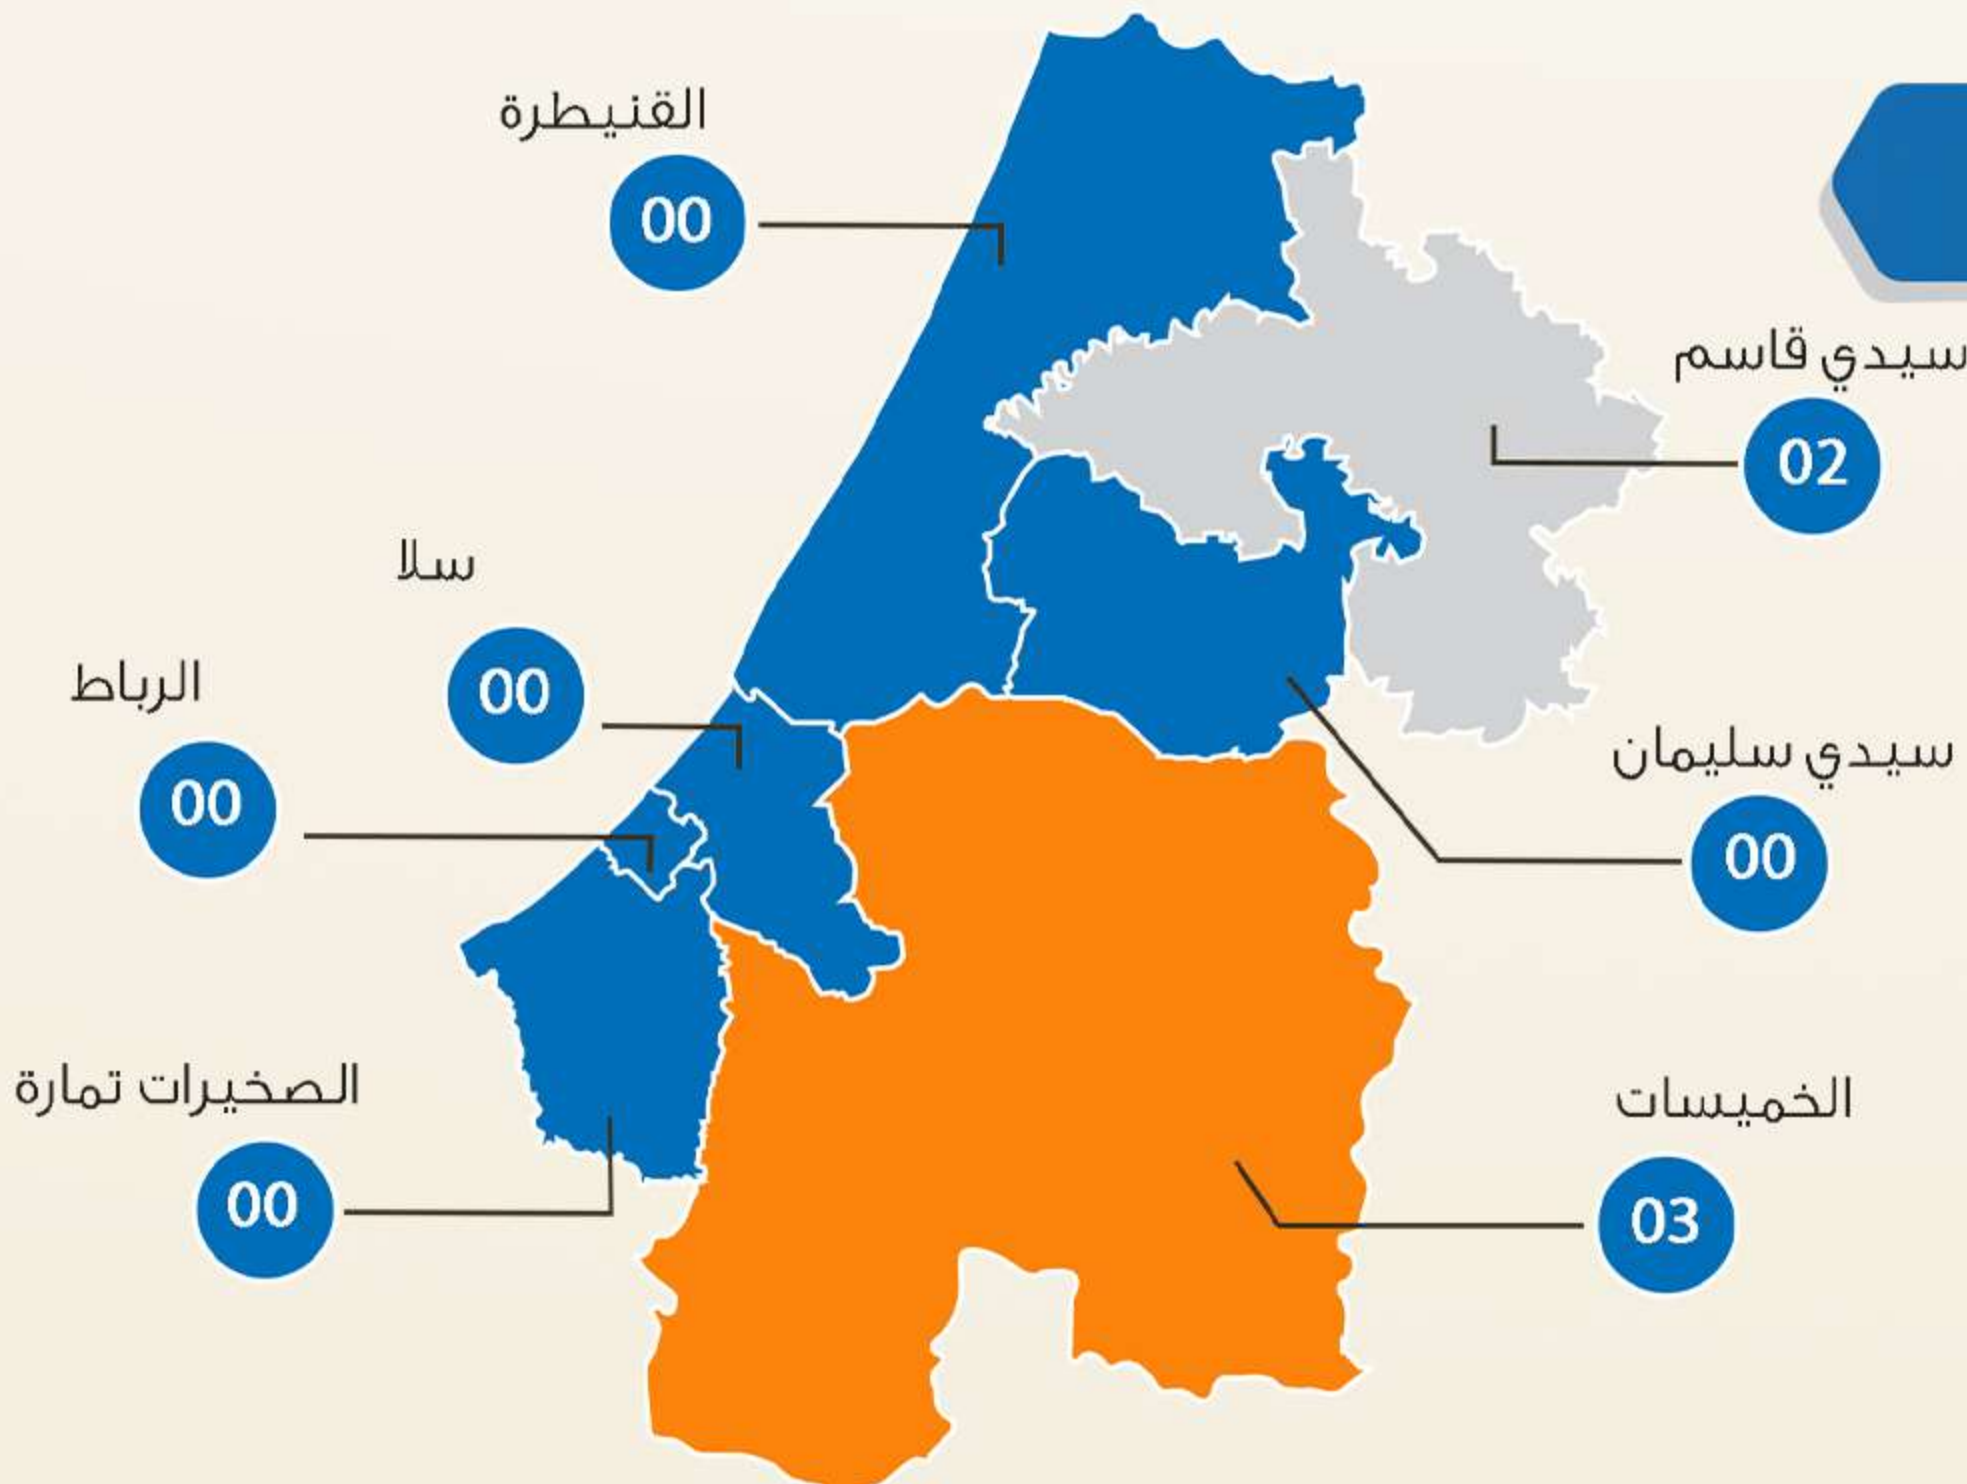 القنيطرة
00
سيدي قاسم
02
سلا
00
الرباط
00
سيدي سليمان
00
الصخيرات تمارة
00
الخميسات
03